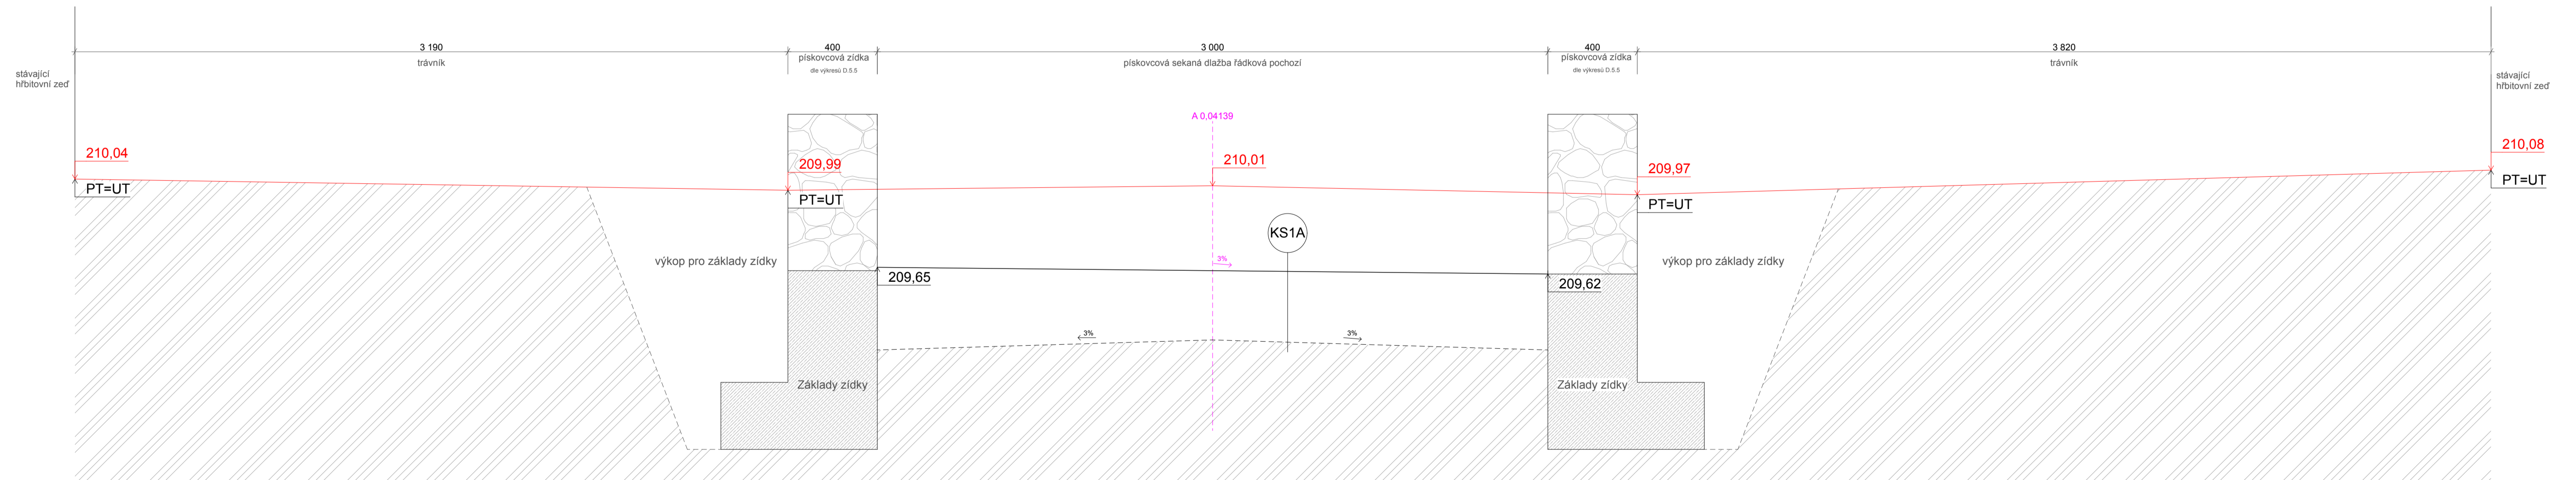 3 190
400
3 000
400
3 820
trávník
pískovcová zídka
dle výkresů D.5.5
pískovcová sekaná dlažba řádková pochozí
pískovcová zídka
dle výkresů D.5.5
trávník
stávající
hřbitovní zeď
stávající
hřbitovní zeď
A 0,04139
210,04
209,99
210,01
209,97
210,08
PT=UT
PT=UT
PT=UT
PT=UT
KS1A
výkop pro základy zídky
3%
výkop pro základy zídky
209,65
209,62
3%
3%
Základy zídky
Základy zídky